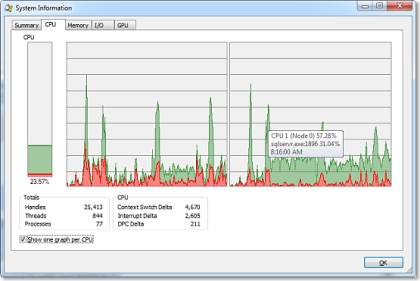 System Information
Summary CPU Memory I/O GPU
CPU
CPU 1 (Node 0) 57.28%
sqlservr.exe:1896 31.04%
8:16:00 AM
23.57%
Totals
Handles 25,413
Threads 844
Processes 77
CPU
Context Switch Delta 4,670
Interrupt Delta 2,605
DPC Delta 211
Show one graph per CPU
OK